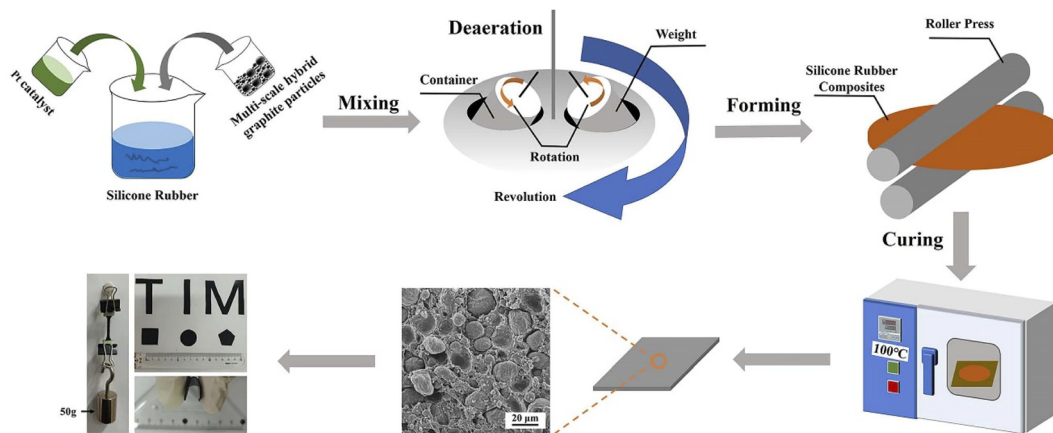 Pt catalyst
Multi-scale hybrid
graphite particles
Silicone Rubber
Mixing
Deaeration
Weight
Container
Rotation
Revolution
Forming
Roller Press
Silicone Rubber
Composites
Curing
100°C
20 μm
TIM
50g